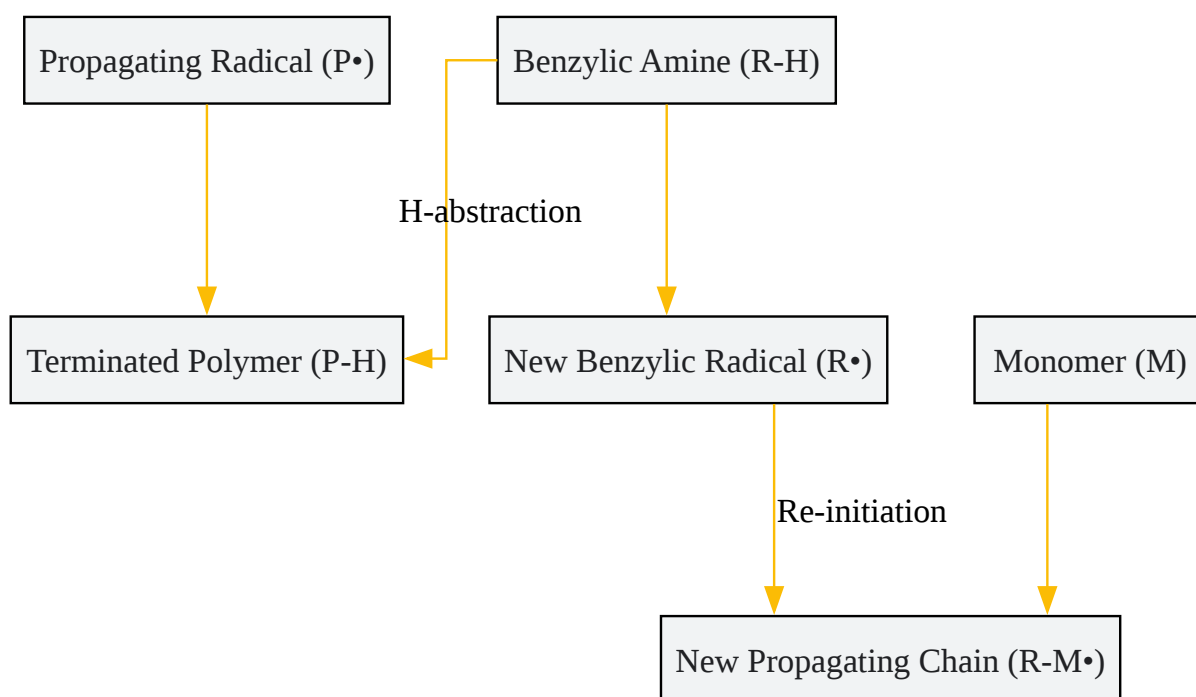 Propagating Radical (P•)
Benzylic Amine (R-H)
H-abstraction
Terminated Polymer (P-H)
New Benzylic Radical (R•)
Monomer (M)
Re-initiation
New Propagating Chain (R-M•)